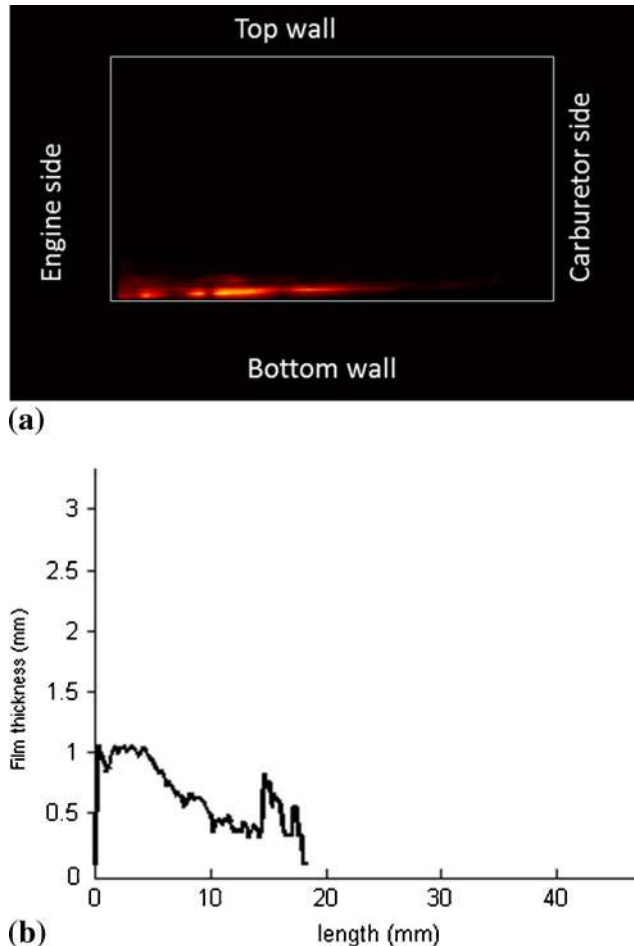 Top wall
Engine side
Carburetor side
Bottom wall
(a)
Film thickness (mm)
3
2.5
2
1.5
1
0.5
0
0 10 20 30 40
length (mm)
(b)